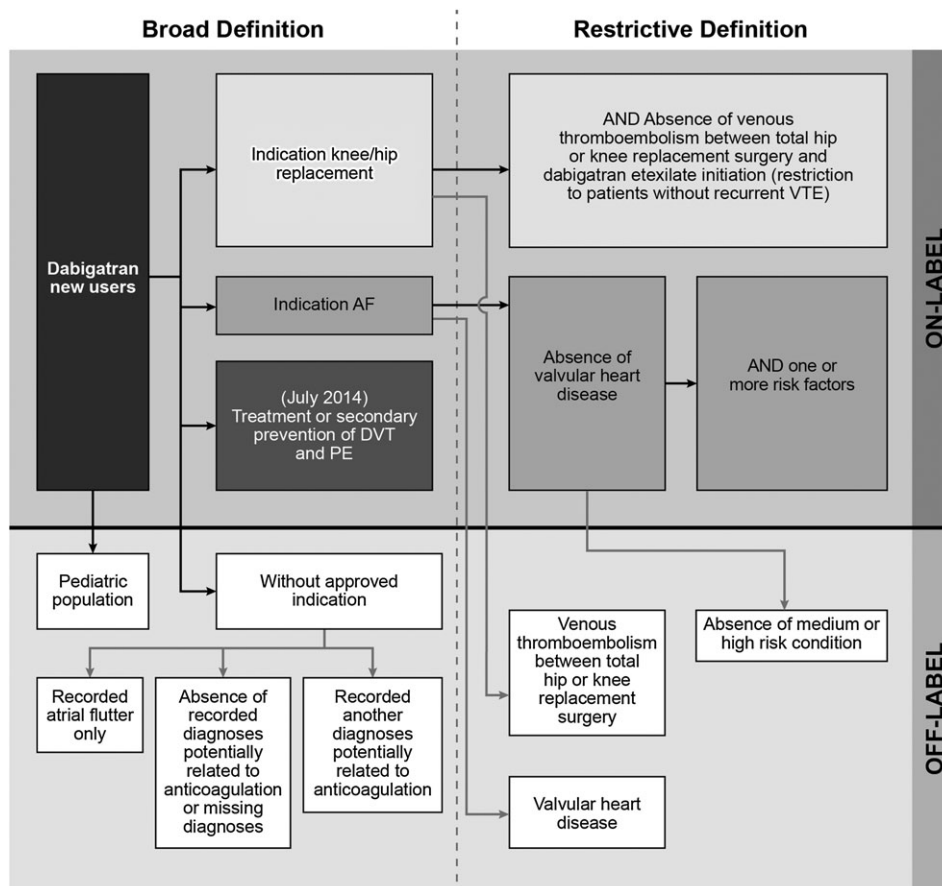 Broad Definition
Restrictive Definition
Dabigatran
new users
Indication knee/hip
replacement
AND Absence of venous
thromboembolism between total hip
or knee replacement surgery and
dabigatran etexilate initiation (restriction
to patients without recurrent VTE)
Indication AF
Absence of
valvular heart
disease
AND one or
more risk factors
(July 2014)
Treatment or secondary
prevention of DVT
and PE
ON-LABEL
Pediatric
population
Without approved
indication
Recorded
atrial flutter
only
Absence of
recorded
diagnoses
potentially
related to
anticoagulation
or missing
diagnoses
Recorded
another
diagnoses
potentially
related to
anticoagulation
Venous
thromboembolism
between total
hip or knee
replacement
surgery
Absence of medium or
high risk condition
Valvular heart
disease
OFF-LABEL